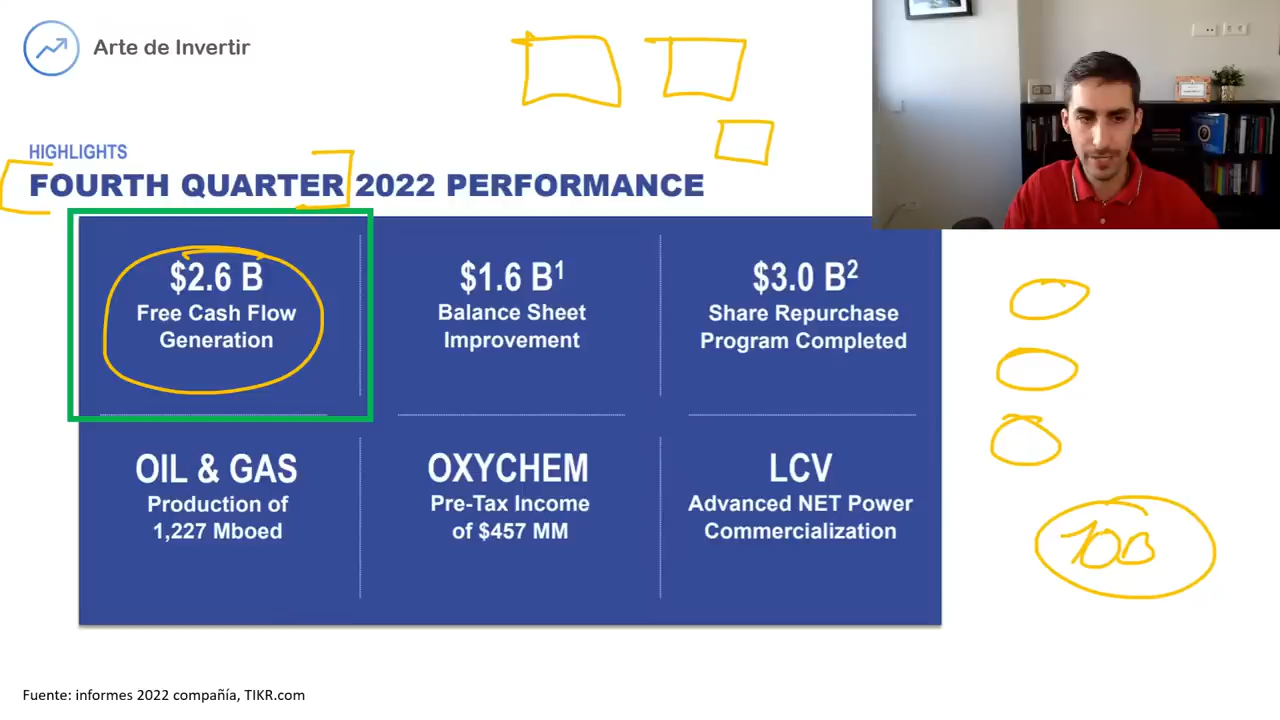 Arte de Invertir
HIGHLIGHTS
FOURTH QUARTER 2022 PERFORMANCE
$2.6 B
Free Cash Flow
Generation
$1.6 B1
Balance Sheet
Improvement
$3.0 B2
Share Repurchase
Program Completed
OIL & GAS
Production of
1,227 Mboed
OXYCHEM
Pre-Tax Income
of $457 MM
LCV
Advanced NET Power
Commercialization
10B
Fuente: informes 2022 compañía, TIKR.com